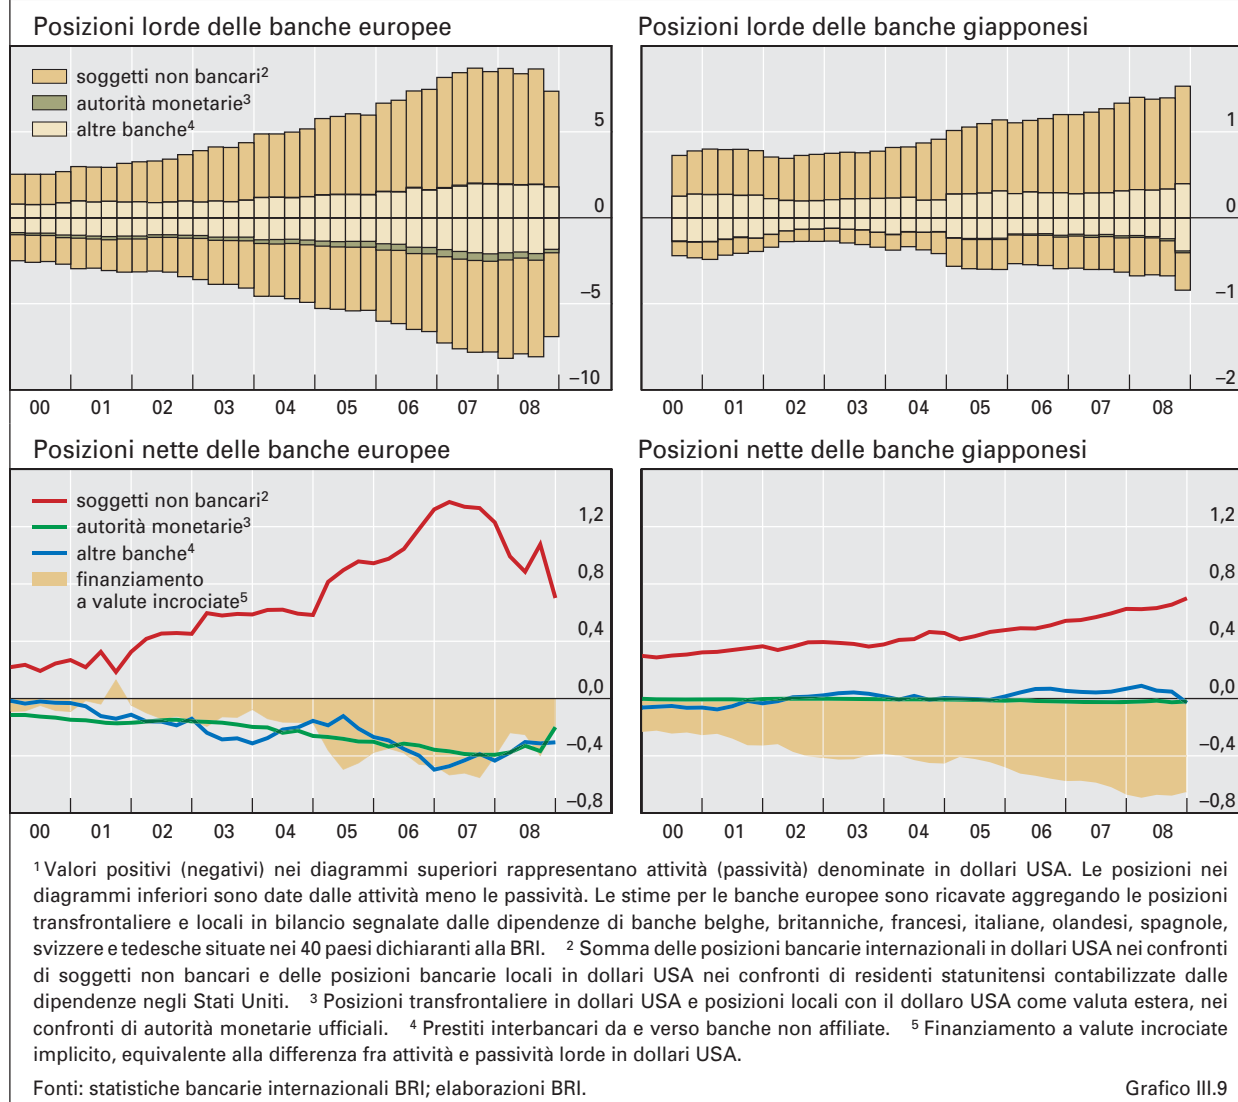 Posizioni lorde delle banche europee
soggetti non bancari²
autorità monetarie³
altre banche⁴
5
0
–5
–10
00 01 02 03 04 05 06 07 08
Posizioni lorde delle banche giapponesi
1
0
–1
–2
00 01 02 03 04 05 06 07 08
Posizioni nette delle banche europee
soggetti non bancari²
autorità monetarie³
altre banche⁴
finanziamento
a valute incrociate⁵
1,2
0,8
0,4
0,0
–0,4
–0,8
00 01 02 03 04 05 06 07 08
Posizioni nette delle banche giapponesi
1,2
0,8
0,4
0,0
–0,4
–0,8
00 01 02 03 04 05 06 07 08
¹ Valori positivi (negativi) nei diagrammi superiori rappresentano attività (passività) denominate in dollari USA. Le posizioni nei
diagrammi inferiori sono date dalle attività meno le passività. Le stime per le banche europee sono ricavate aggregando le posizioni
transfrontaliere e locali in bilancio segnalate dalle dipendenze di banche belghe, britanniche, francesi, italiane, olandesi, spagnole,
svizzere e tedesche situate nei 40 paesi dichiaranti alla BRI. ² Somma delle posizioni bancarie internazionali in dollari USA nei confronti
di soggetti non bancari e delle posizioni bancarie locali in dollari USA nei confronti di residenti statunitensi contabilizzate dalle
dipendenze negli Stati Uniti. ³ Posizioni transfrontaliere in dollari USA e posizioni locali con il dollaro USA come valuta estera, nei
confronti di autorità monetarie ufficiali. ⁴ Prestiti interbancari da e verso banche non affiliate. ⁵ Finanziamento a valute incrociate
implicito, equivalente alla differenza fra attività e passività lorde in dollari USA.
Fonti: statistiche bancarie internazionali BRI; elaborazioni BRI. Grafico III.9